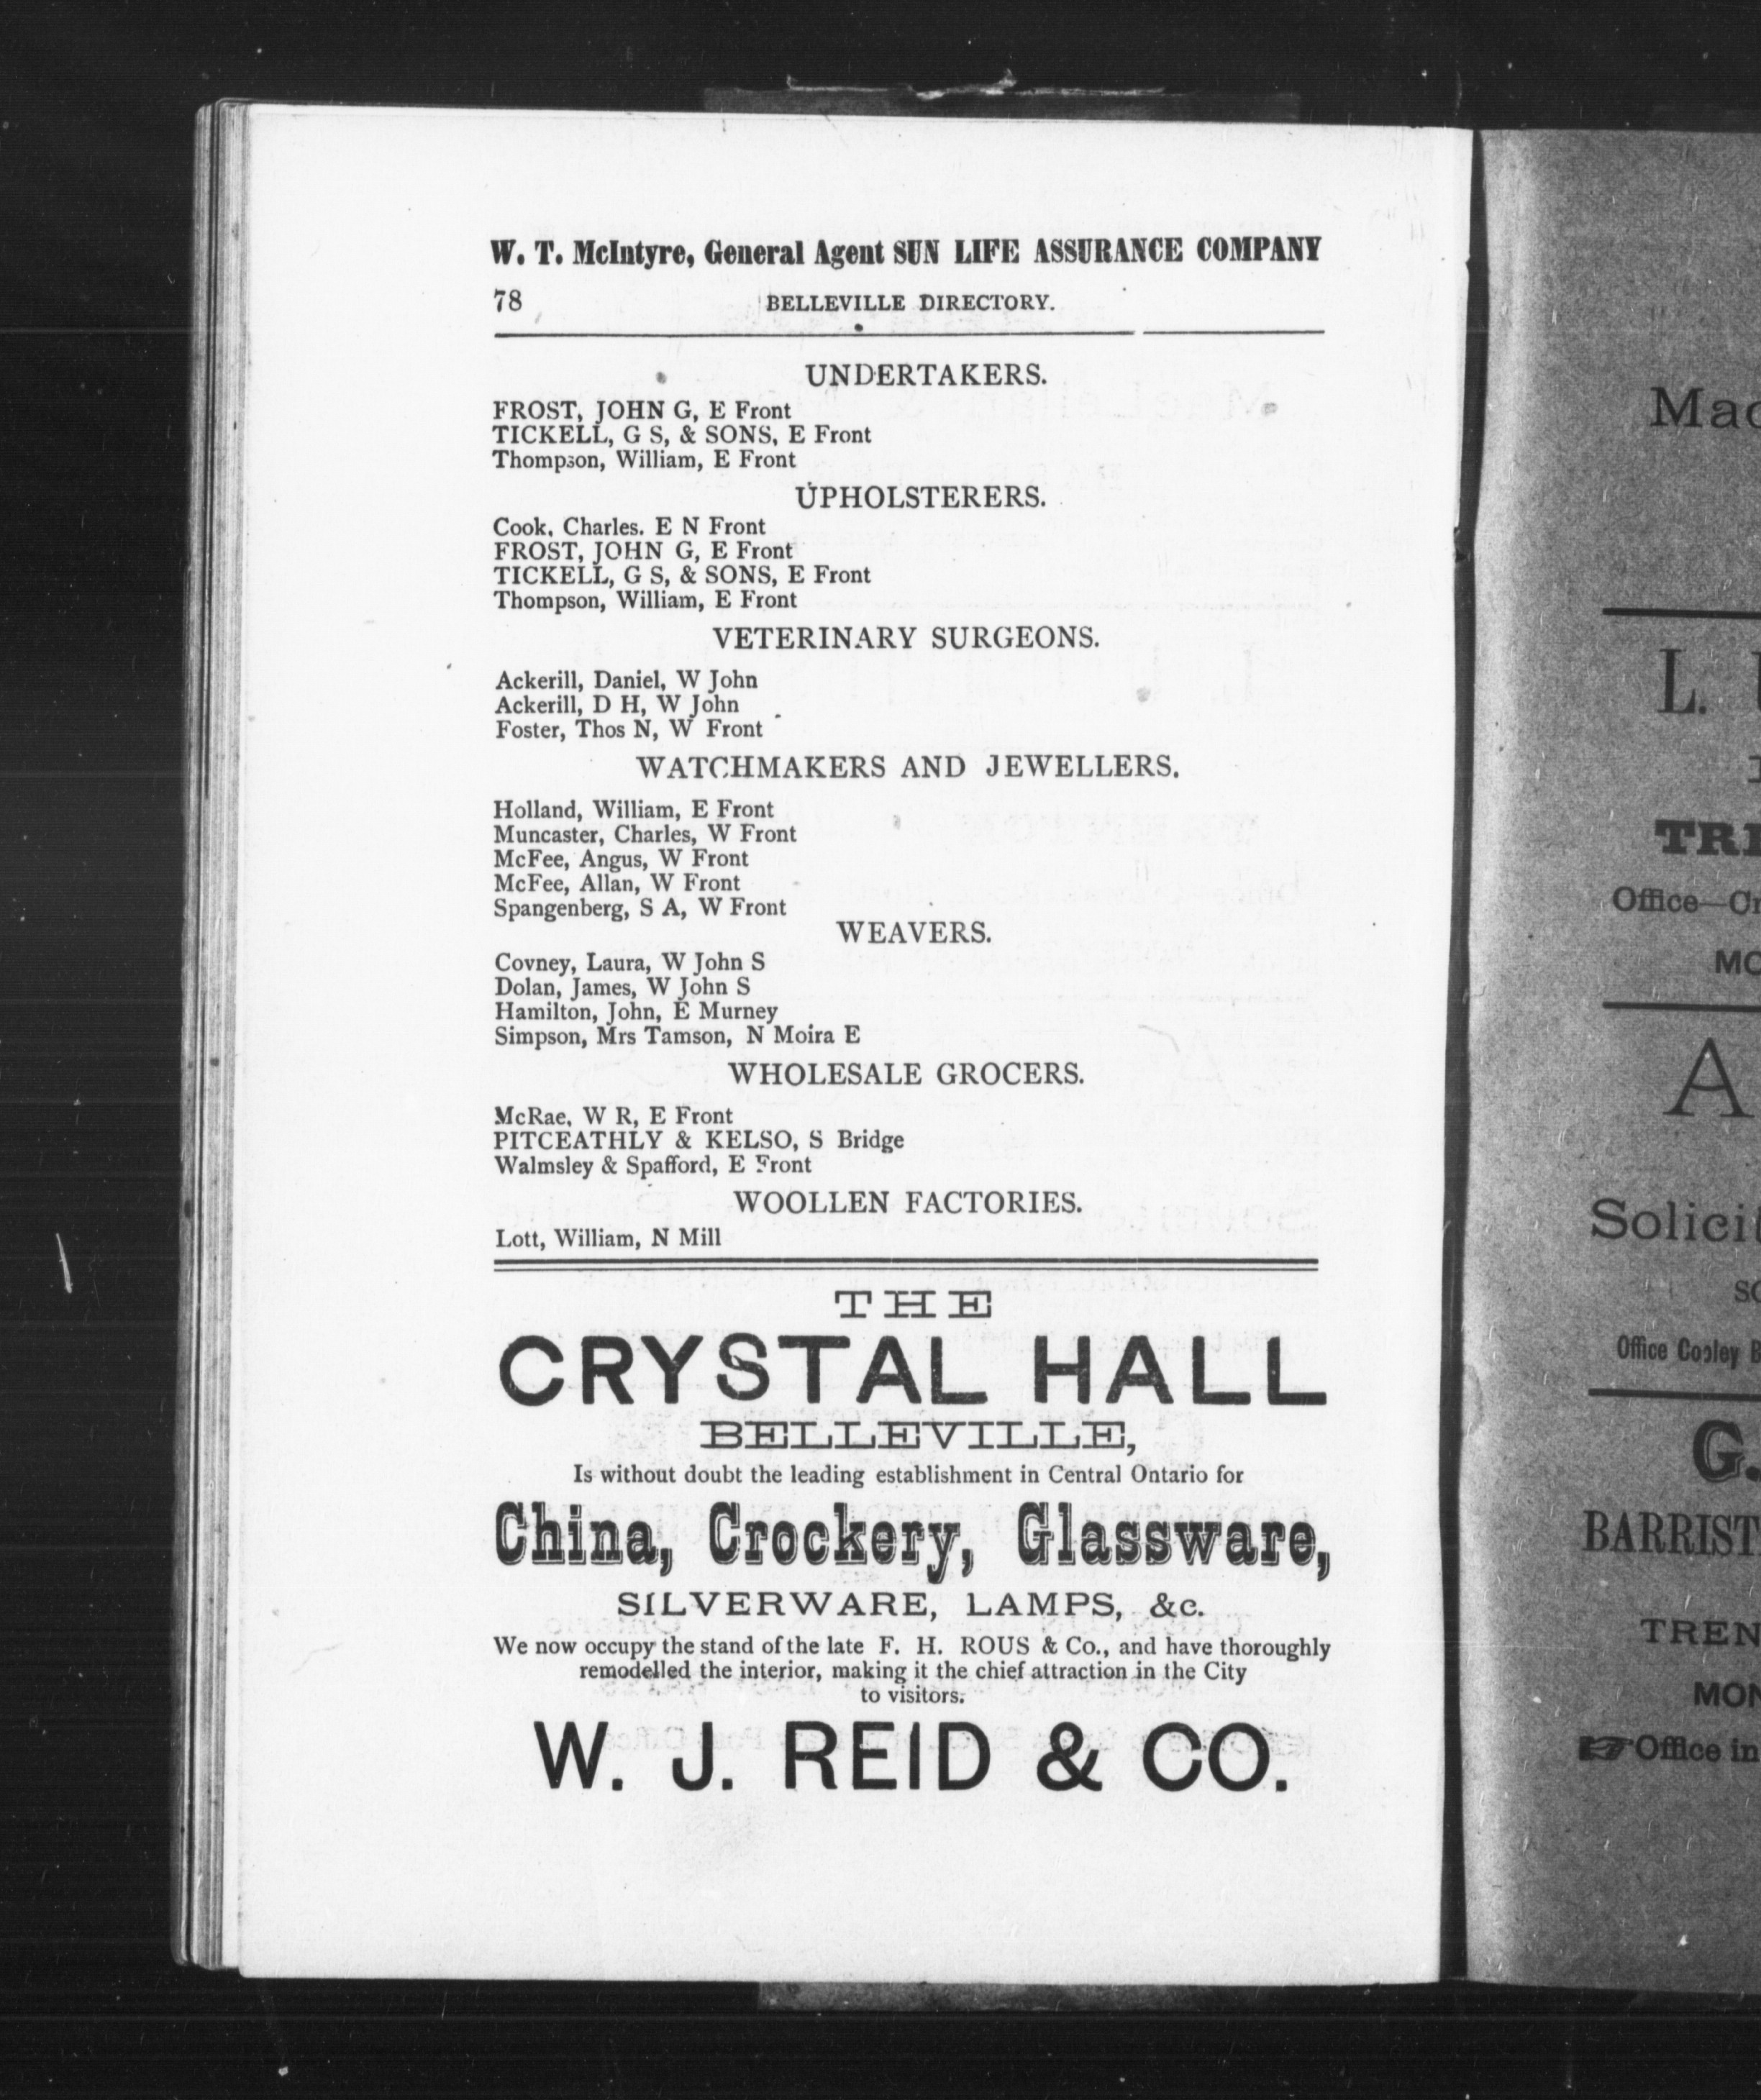 W. T. McIntyre, General Agent SUN LIFE ASSURANCE COMPANY
78 BELLEVILLE DIRECTORY.
UNDERTAKERS.
FROST, JOHN G, E Front
TICKELL, G S, & SONS, E Front
Thompson, William, E Front
UPHOLSTERERS.
Cook, Charles. E N Front
FROST, JOHN G, E Front
TICKELL, G S, & SONS, E Front
Thompson, William, E Front
VETERINARY SURGEONS.
Ackerill, Daniel, W John
Ackerill, D H, W John
Foster, Thos N, W Front
WATCHMAKERS AND JEWELLERS.
Holland, William, E Front
Muncaster, Charles, W Front
McFee, Angus, W Front
McFee, Allan, W Front
Spangenberg, S A, W Front
WEAVERS.
Covney, Laura, W John S
Dolan, James, W John S
Hamilton, John, E Murney
Simpson, Mrs Tamson, N Moira E
WHOLESALE GROCERS.
McRae, W R, E Front
PITCEATHLY & KELSO, S Bridge
Walmsley & Spafford, E Front
WOOLLEN FACTORIES.
Lott, William, N Mill
THE
CRYSTAL HALL
BELLEVILLE,
Is without doubt the leading establishment in Central Ontario for
China, Crockery, Glassware,
SILVERWARE, LAMPS, &c.
We now occupy the stand of the late F. H. ROUS & Co., and have thoroughly
remodelled the interior, making it the chief attraction in the City
to visitors.
W. J. REID & CO.
Mac
L.
TRE
Office—Cr
MO
A
Solicit
SO
Office Cooley B
G.
BARRIST
TREN
MON
Office in